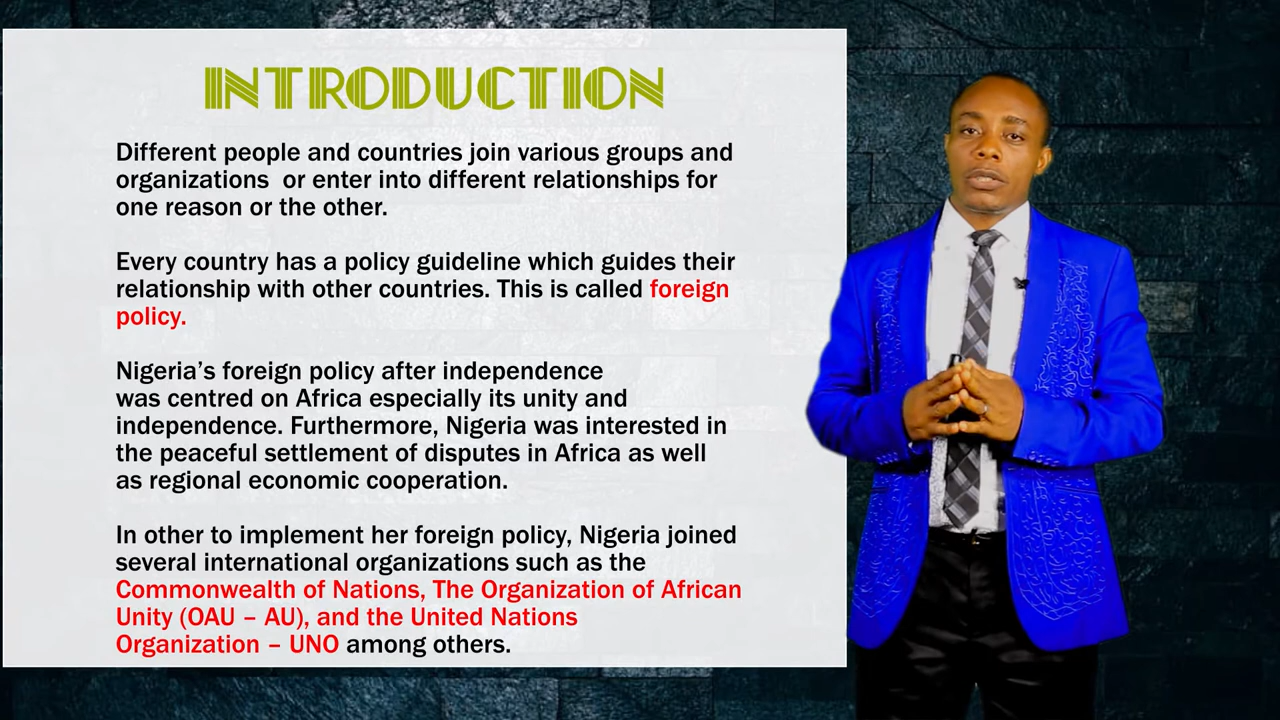 INTRODUCTION
Different people and countries join various groups and
organizations  or enter into different relationships for
one reason or the other.
Every country has a policy guideline which guides their
relationship with other countries. This is called foreign
policy.
Nigeria’s foreign policy after independence
was centred on Africa especially its unity and
independence. Furthermore, Nigeria was interested in
the peaceful settlement of disputes in Africa as well
as regional economic cooperation.
In other to implement her foreign policy, Nigeria joined
several international organizations such as the
Commonwealth of Nations, The Organization of African
Unity (OAU – AU), and the United Nations
Organization – UNO among others.